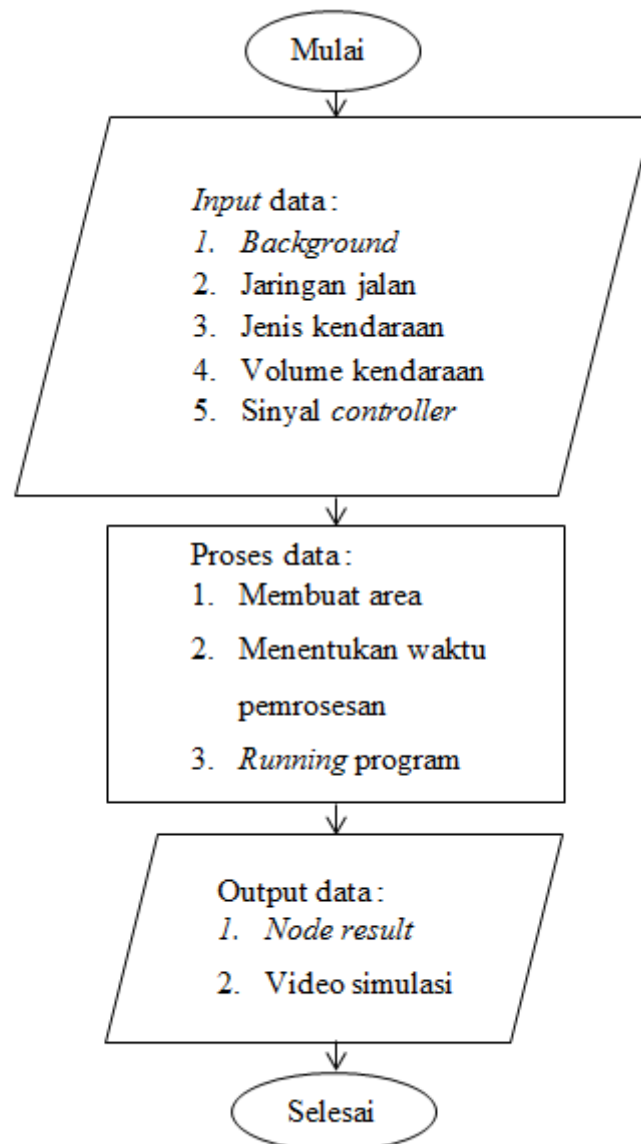 Mulai
Input data :
1. Background
2. Jaringan jalan
3. Jenis kendaraan
4. Volume kendaraan
5. Sinyal controller
Proses data :
1. Membuat area
2. Menentukan waktu
pemrosesan
3. Running program
Output data :
1. Node result
2. Video simulasi
Selesai